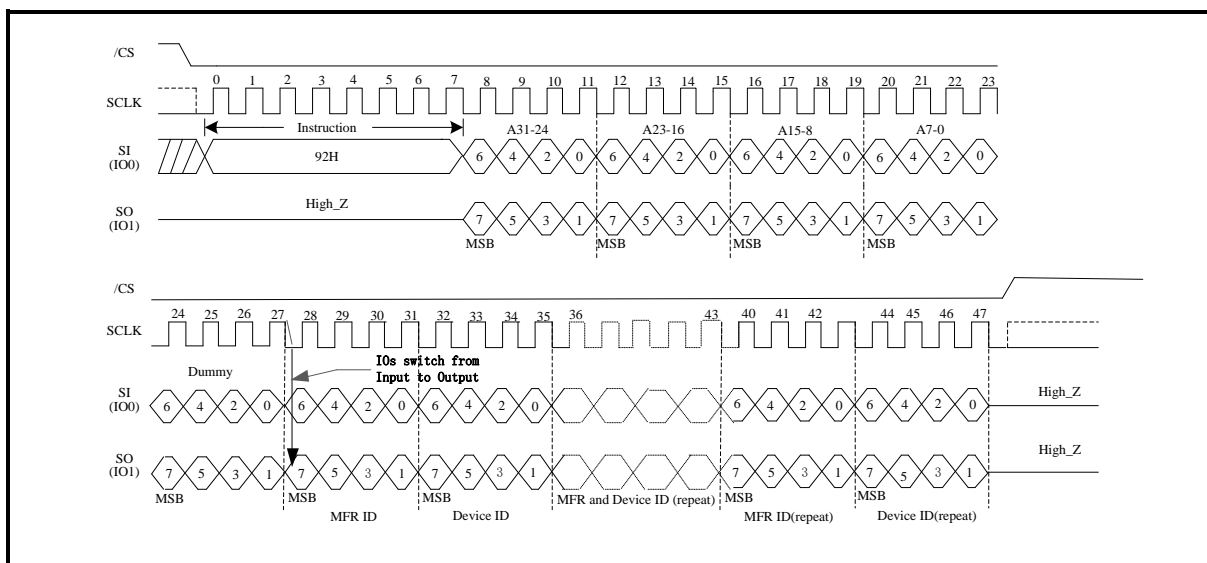 /CS
0 1 2 3 4 5 6 7 8 9 10 11 12 13 14 15 16 17 18 19 20 21 22 23
SCLK
Instruction A31-24 A23-16 A15-8 A7-0
SI
(IO0)
92H 6 4 2 0 6 4 2 0 6 4 2 0 6 4 2 0
High_Z
SO
(IO1)
7 5 3 1 7 5 3 1 7 5 3 1 7 5 3 1
MSB MSB MSB MSB
/CS
24 25 26 27 28 29 30 31 32 33 34 35 36 43 40 41 42 44 45 46 47
SCLK
IOs switch from
Input to Output
Dummy
SI
(IO0)
6 4 2 0 6 4 2 0 6 4 2 0 6 4 2 0 6 4 2 0 High_Z
SO
(IO1)
7 5 3 1 7 5 3 1 7 5 3 1 7 5 3 1 7 5 3 1 High_Z
MSB MSB MSB MFR and Device ID (repeat) MSB MSB
MFR ID Device ID MFR ID(repeat) Device ID(repeat)